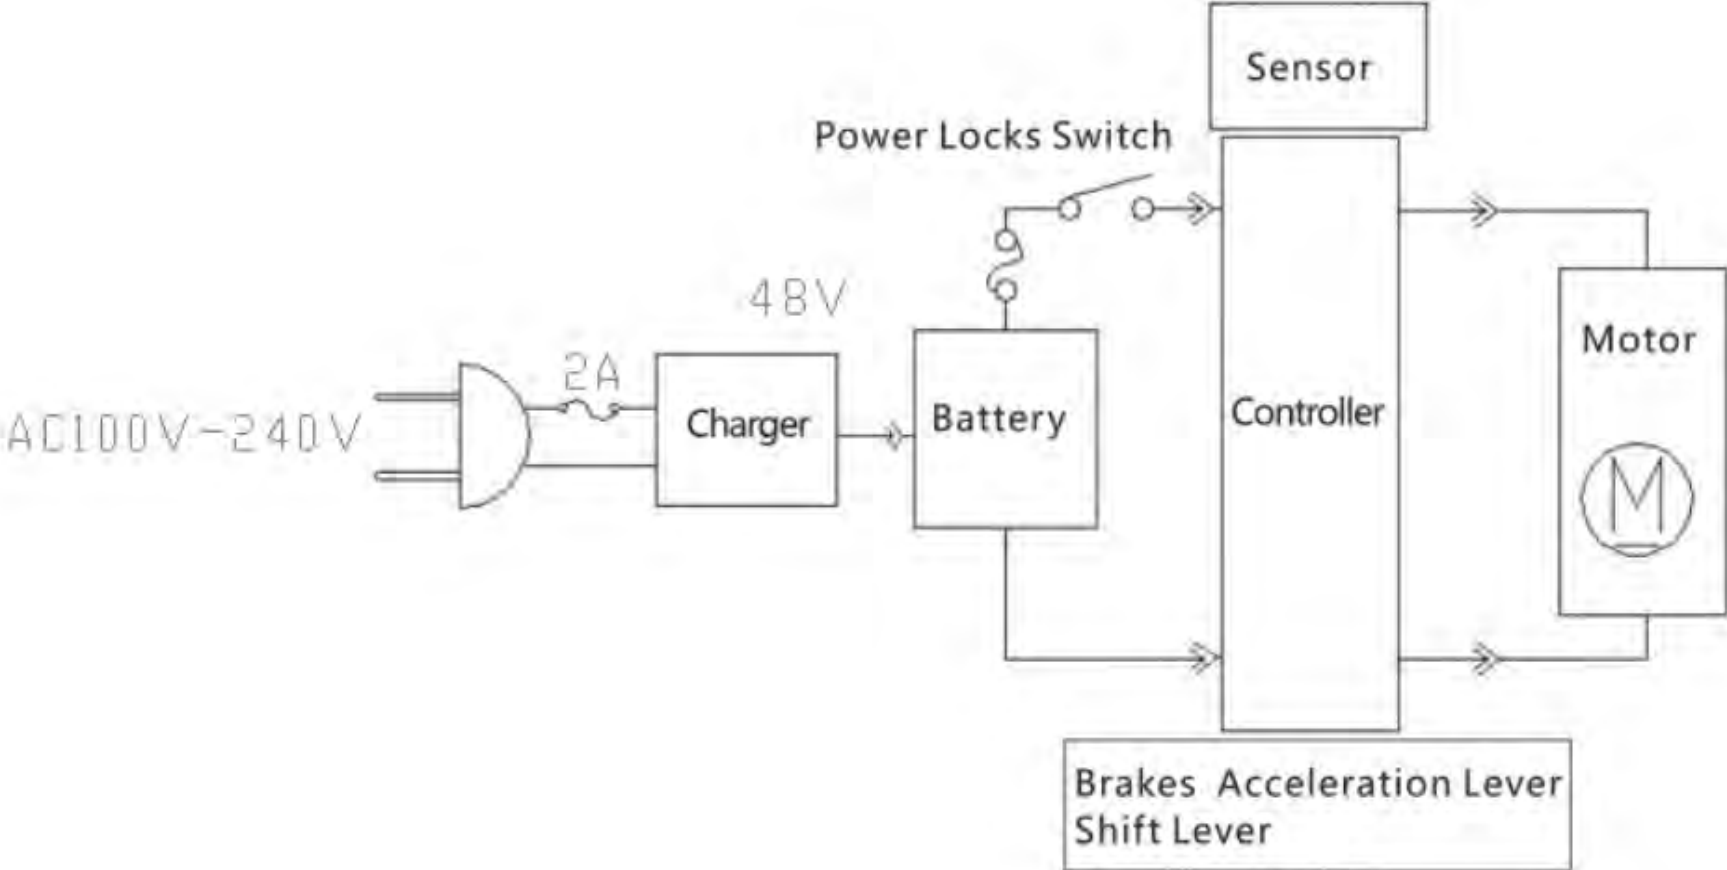 Sensor
Power Locks Switch
48V
Motor
2A
AC100V-240V
Charger
Battery
Controller
M
Brakes Acceleration Lever
Shift Lever